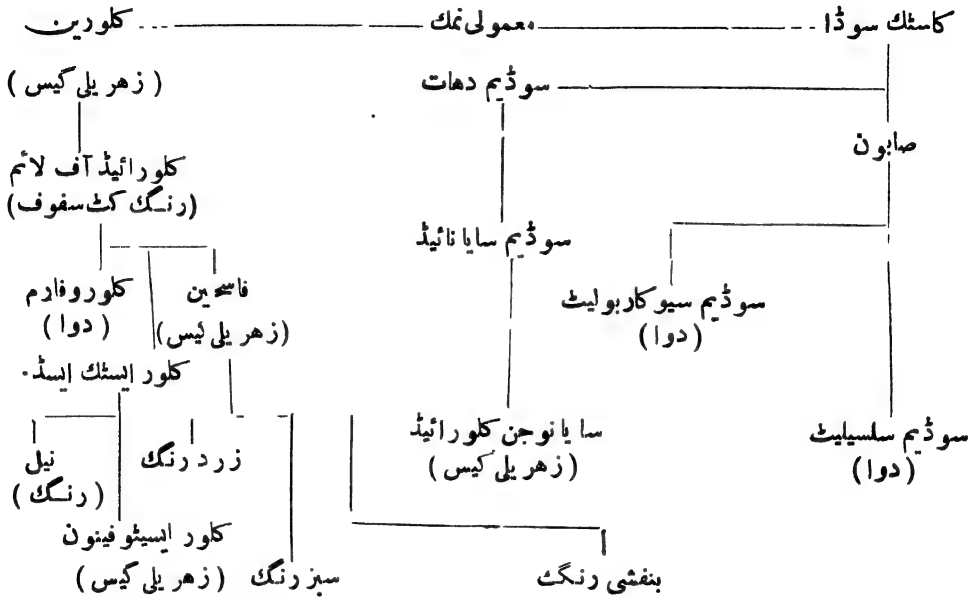 کاسٹک سوڈا معمولی نمک کلورین
سوڈیم دھات (زہریلی گیس)
صابون
کلورائیڈ آف لائم
(رنگ کٹ سفوف)
سوڈیم سایانائیڈ
سوڈیم سیوکاربولیٹ فاسجین کلوروفارم
(دوا) (زہریلی گیس) (دوا)
کلور ایسٹک ایسڈ۔
سوڈیم سلسیلیٹ سایانوجن کلورائیڈ زرد رنگ نیل
(دوا) (زہریلی گیس) (رنگ)
کلور ایسیٹوفینون
بنفشی رنگ سبز رنگ (زہریلی گیس)